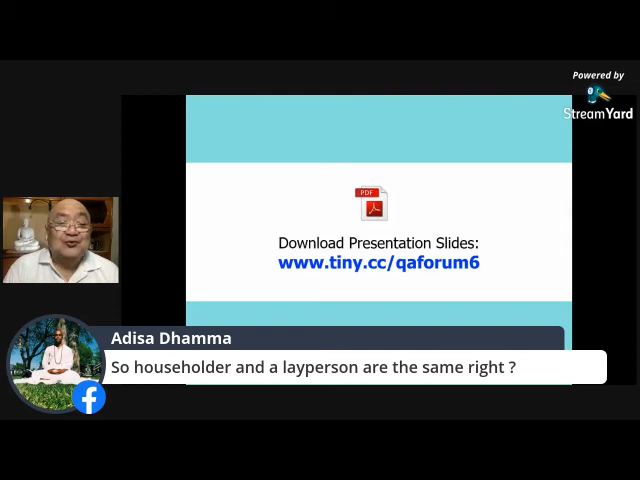 Powered by
StreamYard
PDF
Download Presentation Slides:
www.tiny.cc/qaforum6
Adisa Dhamma
So householder and a layperson are the same right ?